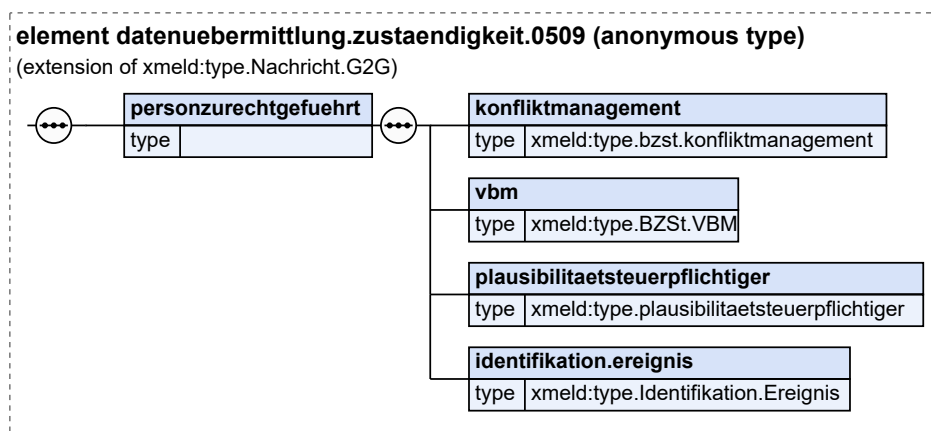 element datenuebermittlung.zustaendigkeit.0509 (anonymous type)
(extension of xmeld:type.Nachricht.G2G)
personzurechtgefuehrt
type
konfliktmanagement
type xmeld:type.bzst.konfliktmanagement
vbm
type xmeld:type.BZSt.VBM
plausibilitaetsteuerpflichtiger
type xmeld:type.plausibilitaetsteuerpflichtiger
identifikation.ereignis
type xmeld:type.Identifikation.Ereignis